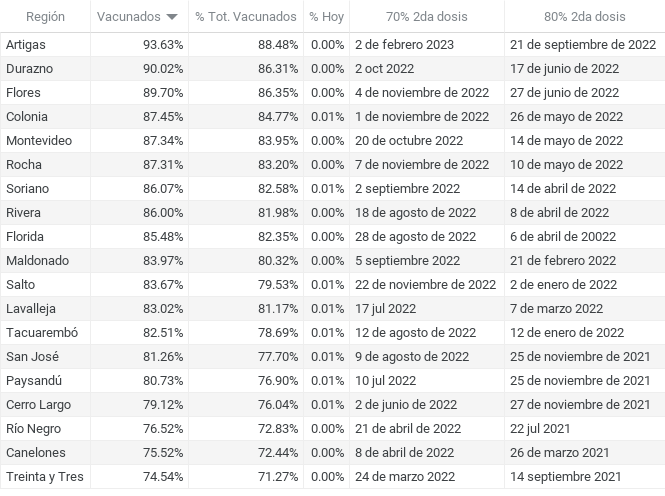 Región Vacunados % Tot. Vacunados % Hoy 70% 2da dosis 80% 2da dosis
Artigas 93.63% 88.48% 0.00% 2 de febrero 2023 21 de septiembre de 2022
Durazno 90.02% 86.31% 0.00% 2 oct 2022 17 de junio de 2022
Flores 89.70% 86.35% 0.00% 4 de noviembre de 2022 27 de junio de 2022
Colonia 87.45% 84.77% 0.01% 1 de noviembre de 2022 26 de mayo de 2022
Montevideo 87.34% 83.95% 0.00% 20 de octubre de 2022 14 de mayo de 2022
Rocha 87.31% 83.20% 0.00% 7 de noviembre de 2022 10 de mayo de 2022
Soriano 86.07% 82.58% 0.01% 2 septiembre de 2022 14 de abril de 2022
Rivera 86.00% 81.98% 0.00% 18 de agosto de 2022 8 de abril de 2022
Florida 85.48% 82.35% 0.00% 28 de agosto de 2022 6 de abril de 20022
Maldonado 83.97% 80.32% 0.00% 5 septiembre de 2022 21 de febrero de 2022
Salto 83.67% 79.53% 0.01% 22 de noviembre de 2022 2 de enero de 2022
Lavalleja 83.02% 81.17% 0.01% 17 jul 2022 7 de marzo de 2022
Tacuarembó 82.51% 78.69% 0.01% 12 de agosto de 2022 12 de enero de 2022
San José 81.26% 77.70% 0.01% 9 de agosto de 2022 25 de noviembre de 2021
Paysandú 80.73% 76.90% 0.01% 10 jul 2022 25 de noviembre de 2021
Cerro Largo 79.12% 76.04% 0.01% 2 de junio de 2022 27 de noviembre de 2021
Río Negro 76.52% 72.83% 0.00% 21 de abril de 2022 22 jul 2021
Canelones 75.52% 72.44% 0.00% 8 de abril de 2022 26 de marzo 2021
Treinta y Tres 74.54% 71.27% 0.00% 24 de marzo 2022 14 septiembre 2021